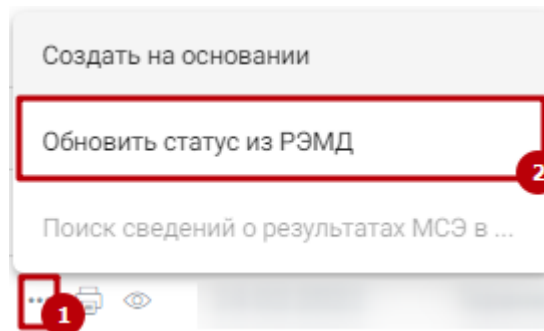 Создать на основании
Обновить статус из РЭМД
2
Поиск сведений о результатах МСЭ в ...
... 1